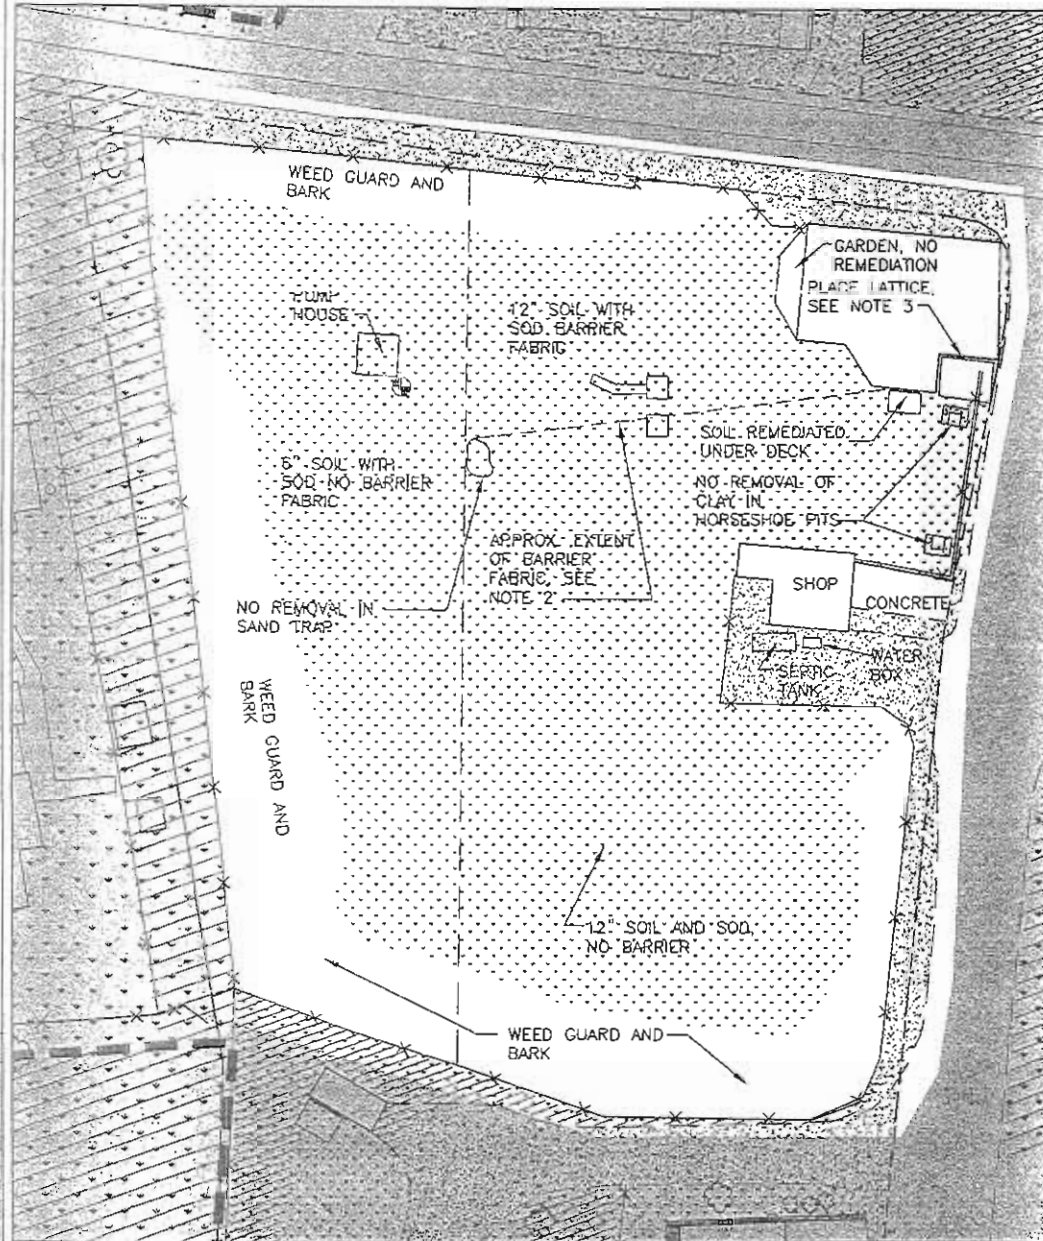 WEED GUARD AND
BARK
GARDEN, NO
REMEDIATION
PLACE LATTICE,
SEE NOTE 3
PUMP
HOUSE
12" SOIL WITH
SOD BARRIER
FABRIC
SOIL REMEDIATED
UNDER DECK
6" SOIL WITH
SOD NO BARRIER
FABRIC
NO REMOVAL OF
CLAY IN
HORSESHOE PITS
APPROX. EXTENT
OF BARRIER
FABRIC, SEE
NOTE 2
NO REMOVAL IN
SAND TRAP
SHOP
CONCRETE
WATER
BOX
SEPTIC
TANK
WEED GUARD AND
BARK
12" SOIL AND SOD,
NO BARRIER
WEED GUARD AND
BARK